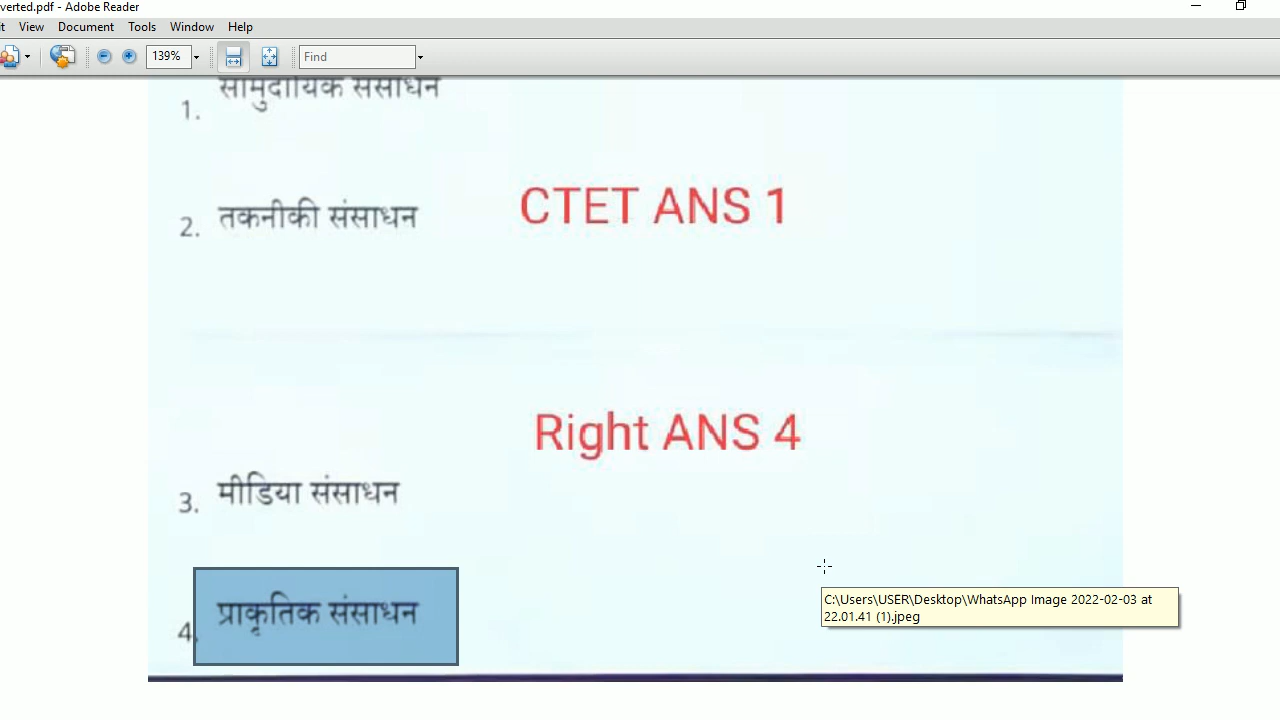 verted.pdf - Adobe Reader
it View Document Tools Window Help
139% Find
1. सामुदायिक संसाधन
2. तकनीकी संसाधन
CTET ANS 1
Right ANS 4
3. मीडिया संसाधन
4. प्राकृतिक संसाधन
C:\Users\USER\Desktop\WhatsApp Image 2022-02-03 at
22.01.41 (1).jpeg